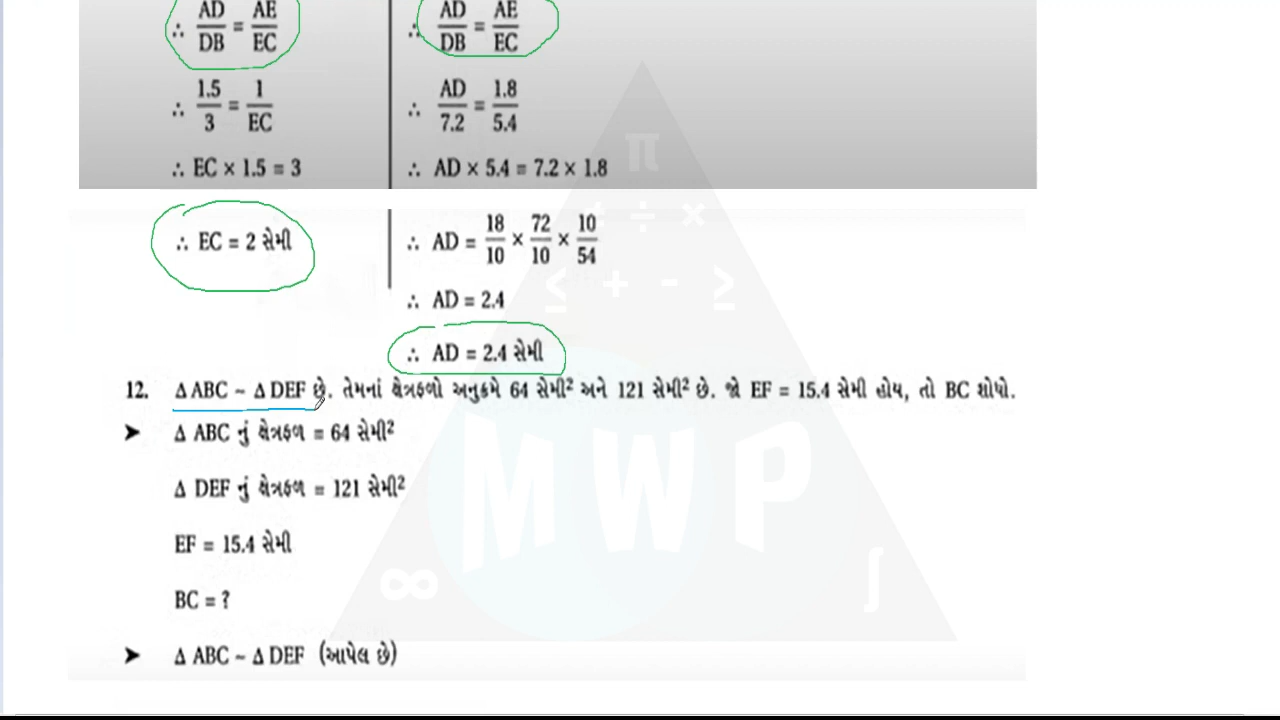 ∴ AD/DB = AE/EC
∴ 1.5/3 = 1/EC
∴ EC × 1.5 = 3
∴ EC = 2 સેમી
∴ AD/DB = AE/EC
∴ AD/7.2 = 1.8/5.4
∴ AD × 5.4 = 7.2 × 1.8
∴ AD = 18/10 × 72/10 × 10/54
∴ AD = 2.4
∴ AD = 2.4 સેમી
12. Δ ABC ~ Δ DEF છે. તેમનાં ક્ષેત્રફળો અનુક્રમે 64 સેમી² અને 121 સેમી² છે. જો EF = 15.4 સેમી હોય, તો BC શોધો.
➤ Δ ABC નું ક્ષેત્રફળ = 64 સેમી²
Δ DEF નું ક્ષેત્રફળ = 121 સેમી²
EF = 15.4 સેમી
BC = ?
➤ Δ ABC ~ Δ DEF (આપેલ છે)
π
÷ ×
≤ + - ≥
MWP
∞ ∫